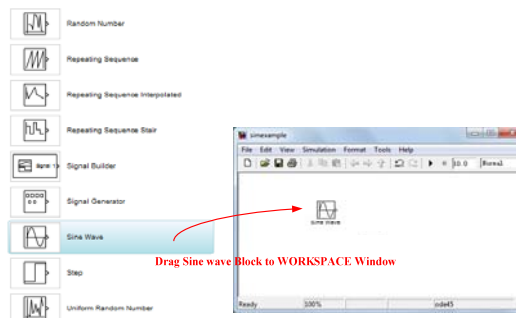 Random Number
Repeating Sequence
Repeating Sequence Interpolated
Repeating Sequence Stair
Signal Builder
Signal Generator
Sine Wave
Step
Uniform Random Number
simexample
File Edit View Simulation Format Tools Help
10.0 Normal
Sine Wave
Drag Sine wave Block to WORKSPACE Window
Ready 100% ode45